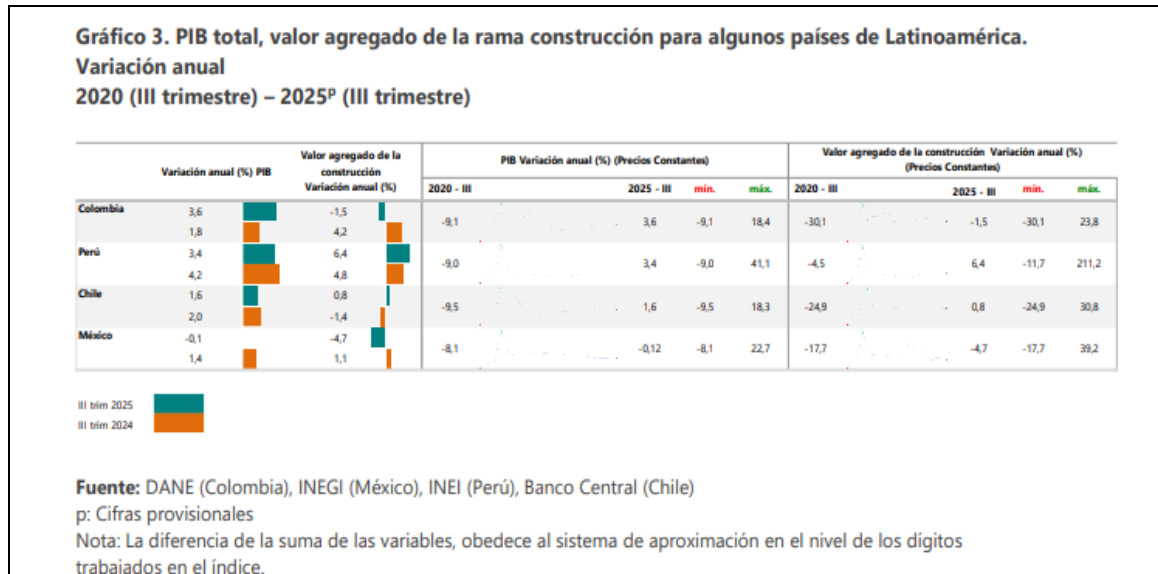 Gráfico 3. PIB total, valor agregado de la rama construcción para algunos países de Latinoamérica.
Variación anual
2020 (III trimestre) – 2025ᵖ (III trimestre)
Variación anual (%) PIB
Valor agregado de la
construcción
Variación anual (%)
PIB Variación anual (%) (Precios Constantes)
Valor agregado de la construcción Variación anual (%)
(Precios Constantes)
2020 - III 2025 - III mín. máx. 2020 - III 2025 - III mín. máx.
Colombia 3,6 -1,5 -9,1 3,6 -9,1 18,4 -30,1 -1,5 -30,1 23,8
1,8 4,2
Perú 3,4 6,4 -9,0 3,4 -9,0 41,1 -4,5 6,4 -11,7 211,2
4,2 4,8
Chile 1,6 0,8 -9,5 1,6 -9,5 18,3 -24,9 0,8 -24,9 30,8
2,0 -1,4
México -0,1 -4,7 -8,1 -0,12 -8,1 22,7 -17,7 -4,7 -17,7 39,2
1,4 1,1
III trim 2025
III trim 2024
Fuente: DANE (Colombia), INEGI (México), INEI (Perú), Banco Central (Chile)
p: Cifras provisionales
Nota: La diferencia de la suma de las variables, obedece al sistema de aproximación en el nivel de los dígitos
trabajados en el índice.